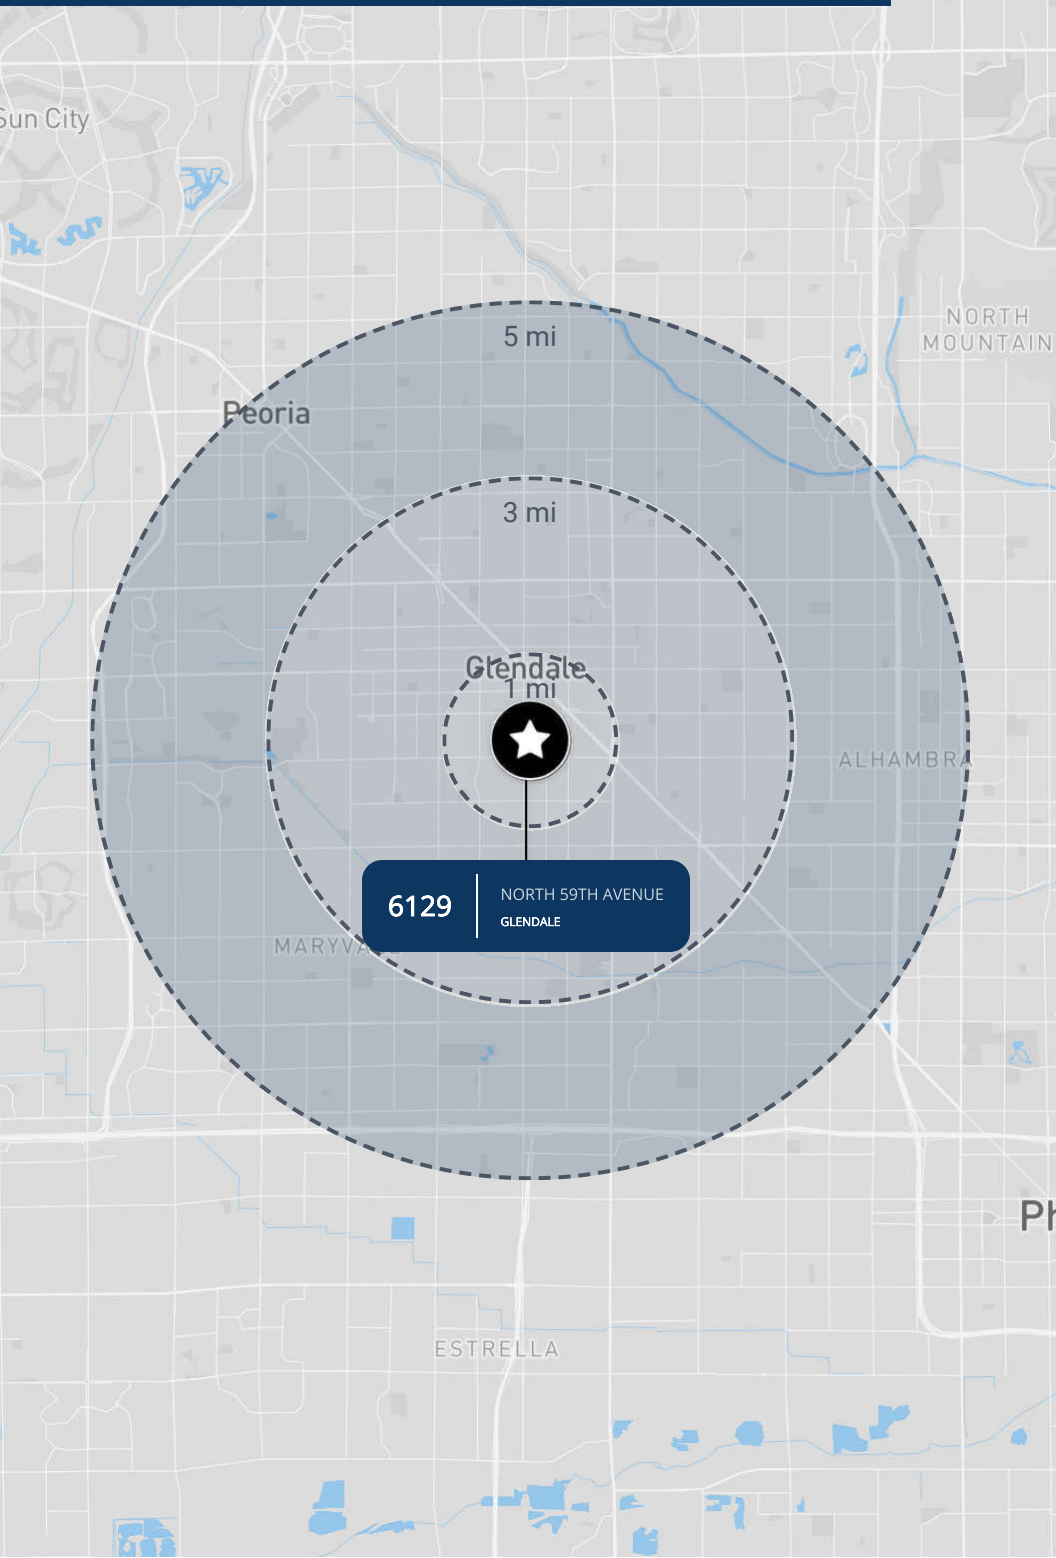 Sun City
NORTH
MOUNTAIN
5 mi
Peoria
3 mi
Glendale
1 mi
ALHAMBRA
6129
NORTH 59TH AVENUE
GLENDALE
ESTRELLA